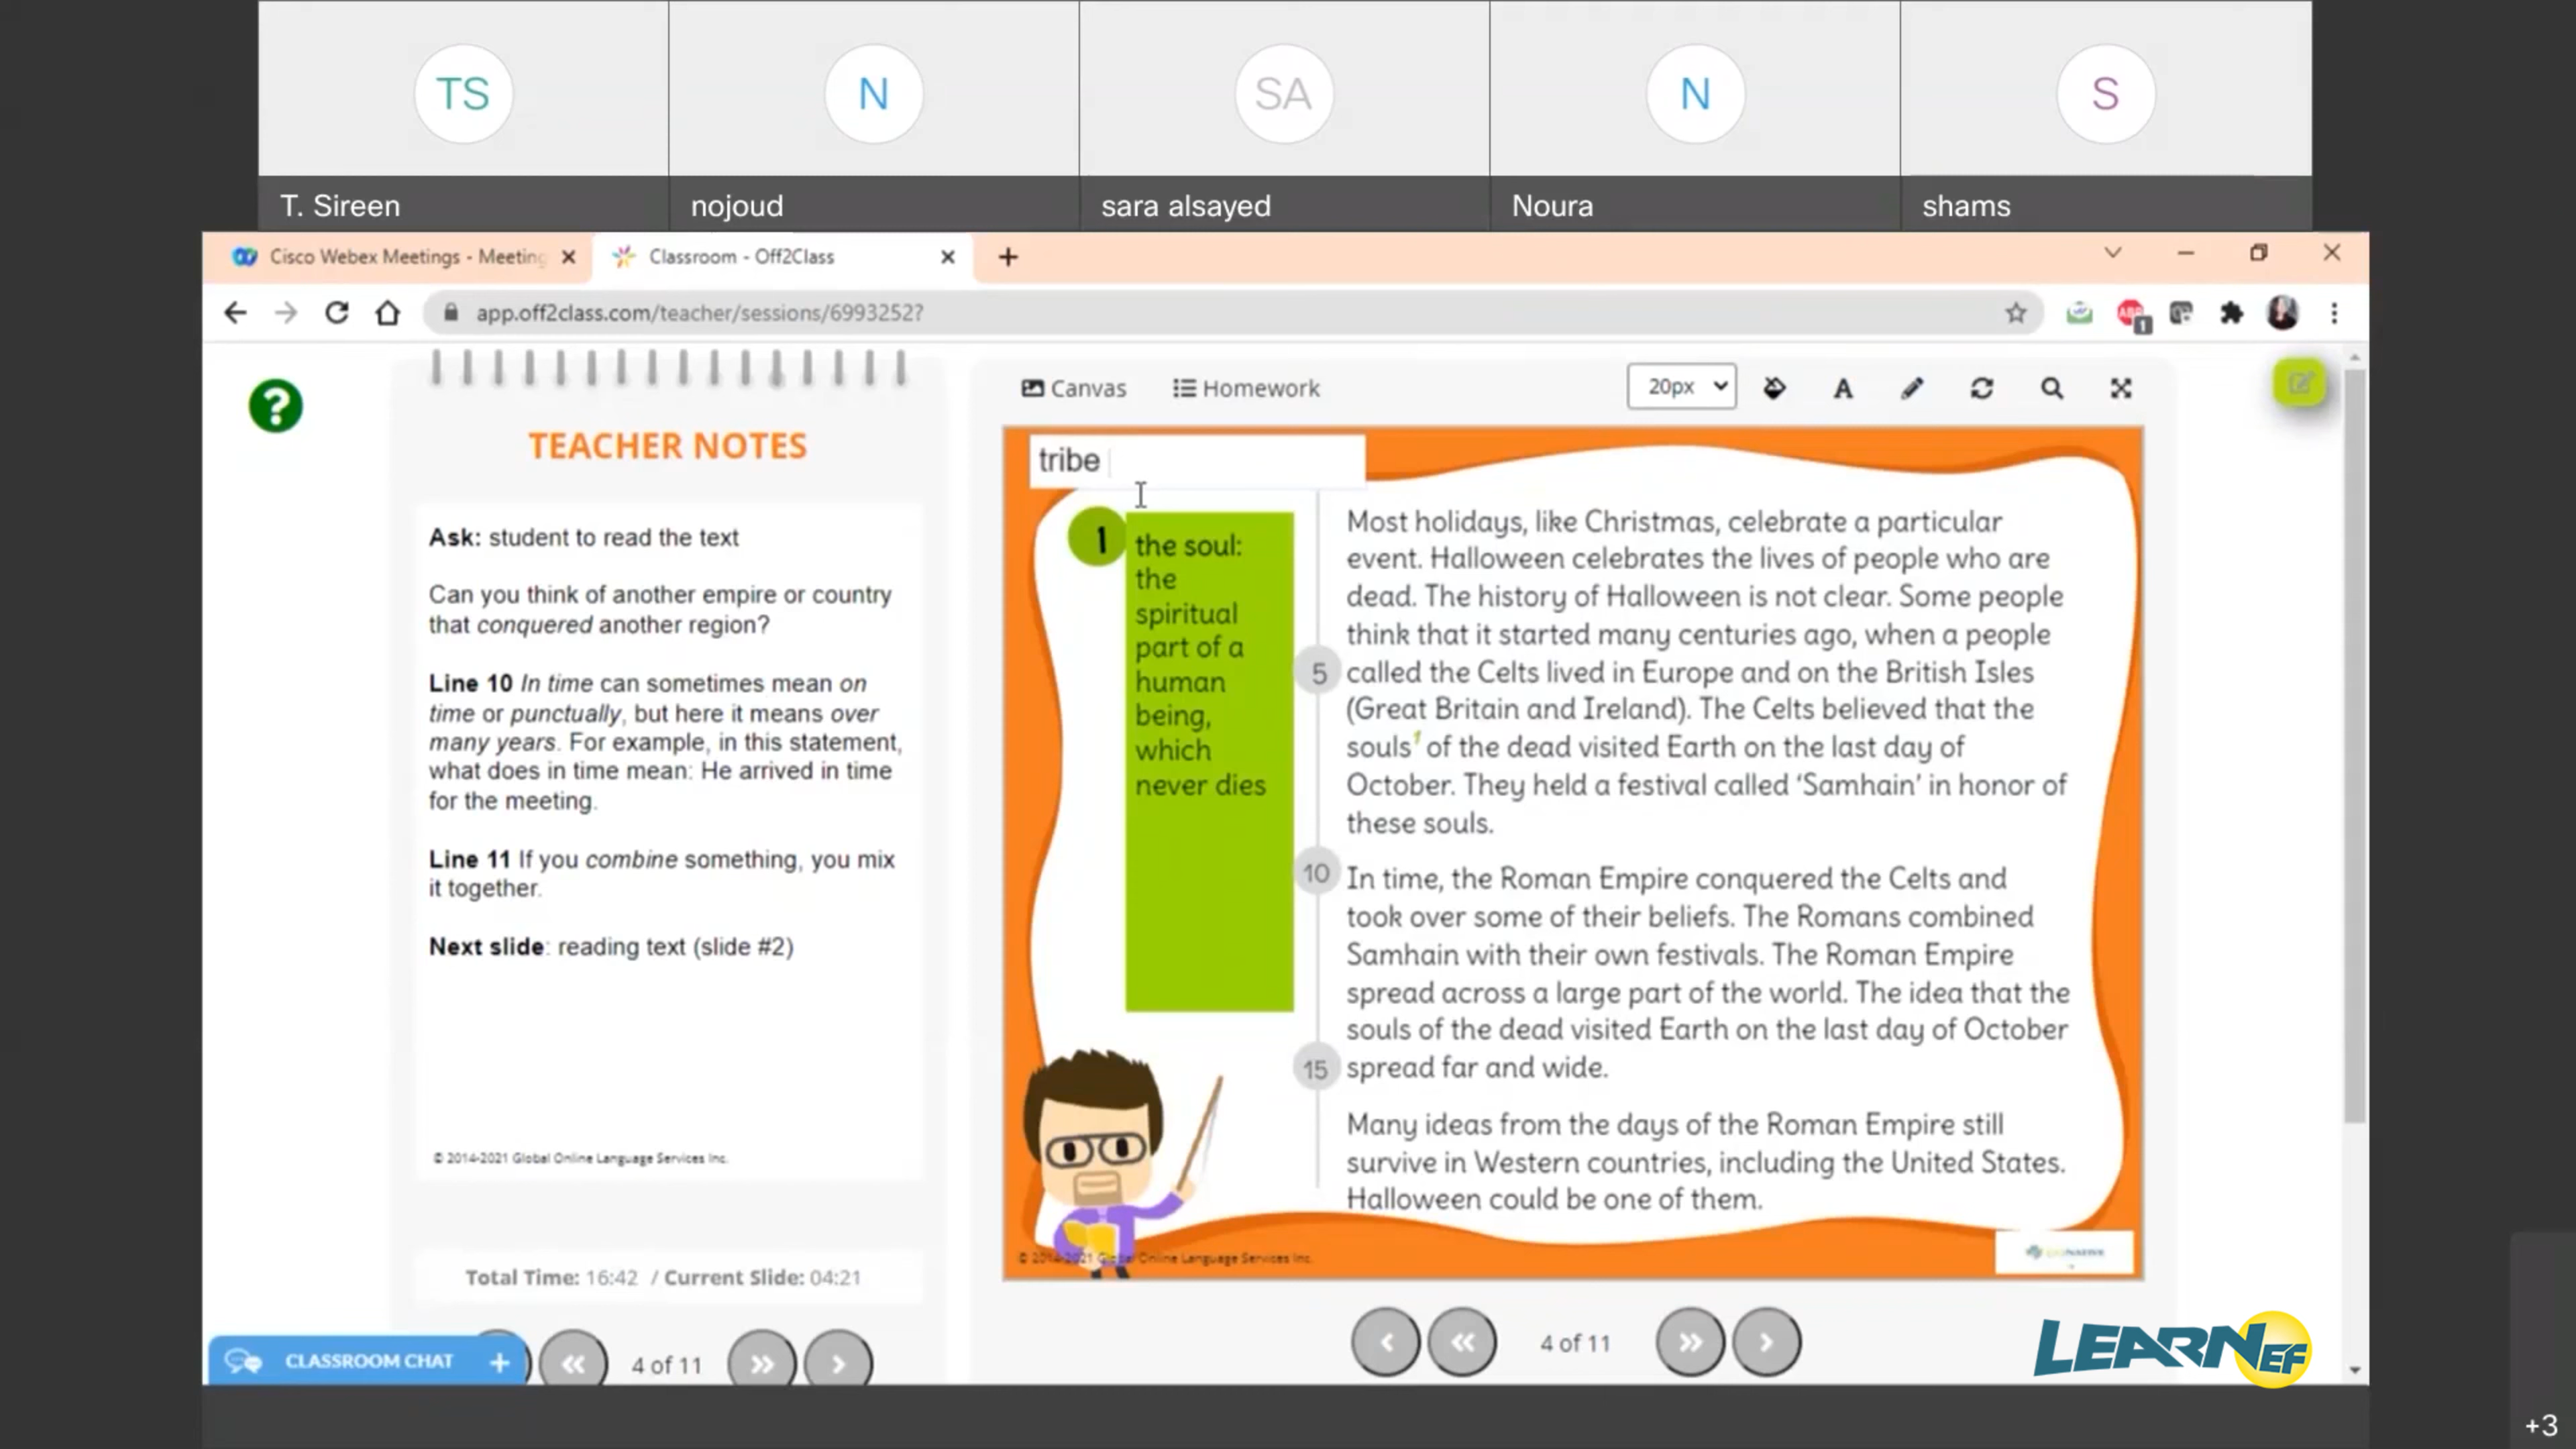 TS
N
SA
N
S
T. Sireen
nojoud
sara alsayed
Noura
shams
Cisco Webex Meetings - Meeting
Classroom - Off2Class
app.off2class.com/teacher/sessions/6993252?
ABP
1
?
TEACHER NOTES
Ask: student to read the text
Can you think of another empire or country
that conquered another region?
Line 10 In time can sometimes mean on
time or punctually, but here it means over
many years. For example, in this statement,
what does in time mean: He arrived in time
for the meeting.
Line 11 If you combine something, you mix
it together.
Next slide: reading text (slide #2)
© 2014-2021 Global Online Language Services Inc.
Total Time: 16:42 / Current Slide: 04:21
CLASSROOM CHAT +
4 of 11
Canvas
Homework
20px
A
tribe
1
the soul:
the
spiritual
part of a
human
being,
which
never dies
Most holidays, like Christmas, celebrate a particular
event. Halloween celebrates the lives of people who are
dead. The history of Halloween is not clear. Some people
think that it started many centuries ago, when a people
5 called the Celts lived in Europe and on the British Isles
(Great Britain and Ireland). The Celts believed that the
souls1 of the dead visited Earth on the last day of
October. They held a festival called ‘Samhain’ in honor of
these souls.
10 In time, the Roman Empire conquered the Celts and
took over some of their beliefs. The Romans combined
Samhain with their own festivals. The Roman Empire
spread across a large part of the world. The idea that the
souls of the dead visited Earth on the last day of October
15 spread far and wide.
Many ideas from the days of the Roman Empire still
survive in Western countries, including the United States.
Halloween could be one of them.
© 2014-2021 Global Online Language Services Inc.
4 of 11
LEARN EF
+3